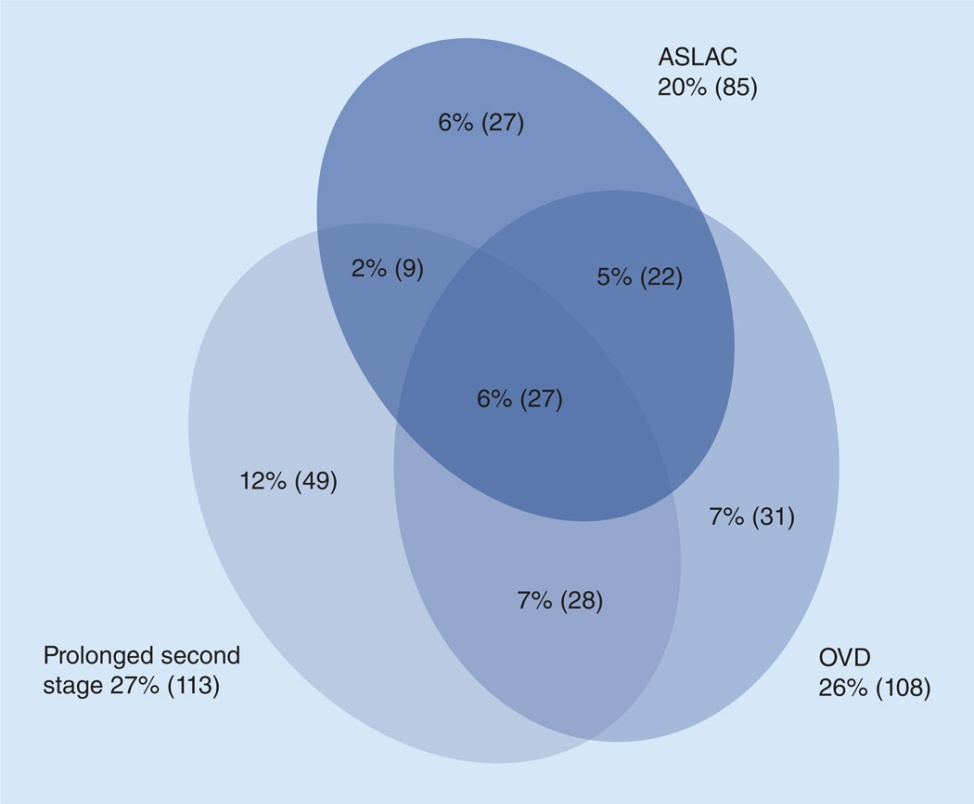 ASLAC
20% (85)
6% (27)
2% (9)
5% (22)
6% (27)
12% (49)
7% (31)
7% (28)
Prolonged second
stage 27% (113)
OVD
26% (108)